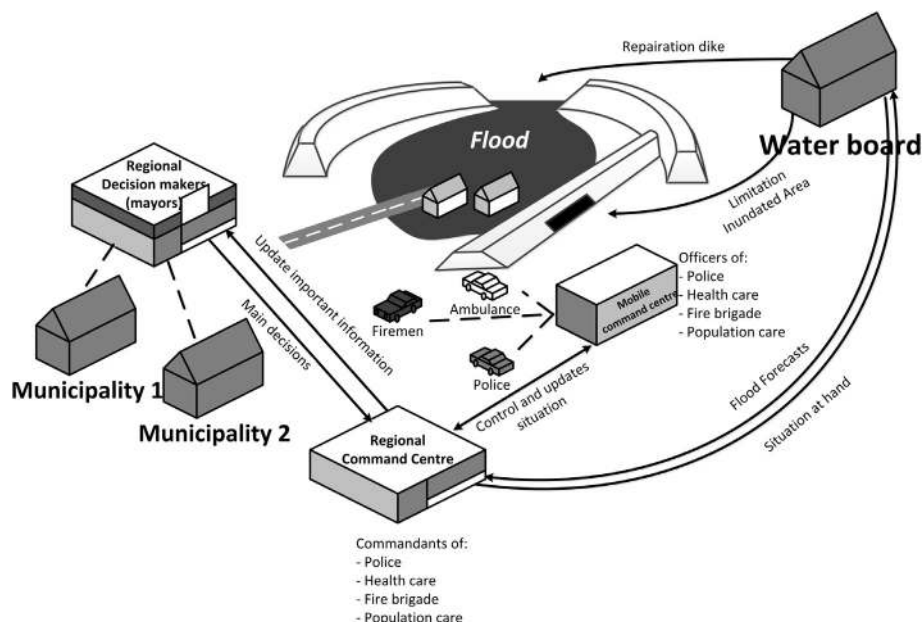 Repairation dike
Water board
Flood
Limitation
Inundated Area
Regional
Decision makers
(mayors)
Update important information
Main decisions
Municipality 1
Municipality 2
Firemen
Ambulance
Police
Mobile
command centre
Officers of:
- Police
- Health care
- Fire brigade
- Population care
Control and updates
situation
Flood Forecasts
Situation at hand
Regional
Command Centre
Commandants of:
- Police
- Health care
- Fire brigade
- Population care